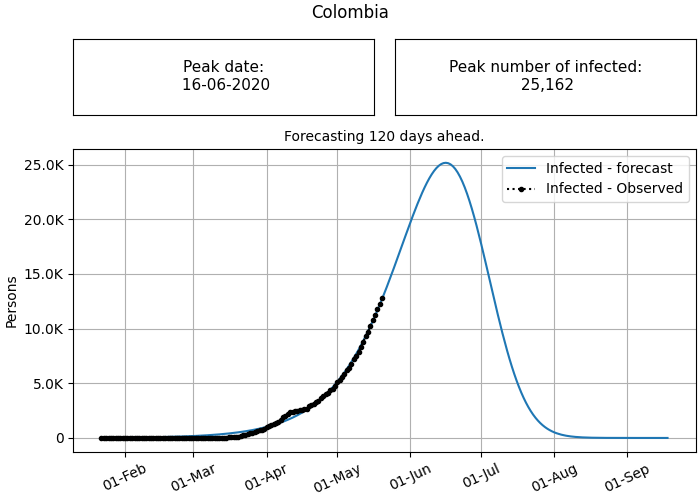 Colombia
Peak date:
16-06-2020
Peak number of infected:
25,162
Forecasting 120 days ahead.
Infected - forecast
Infected - Observed
Persons
25.0K
20.0K
15.0K
10.0K
5.0K
0
01-Feb
01-Mar
01-Apr
01-May
01-Jun
01-Jul
01-Aug
01-Sep